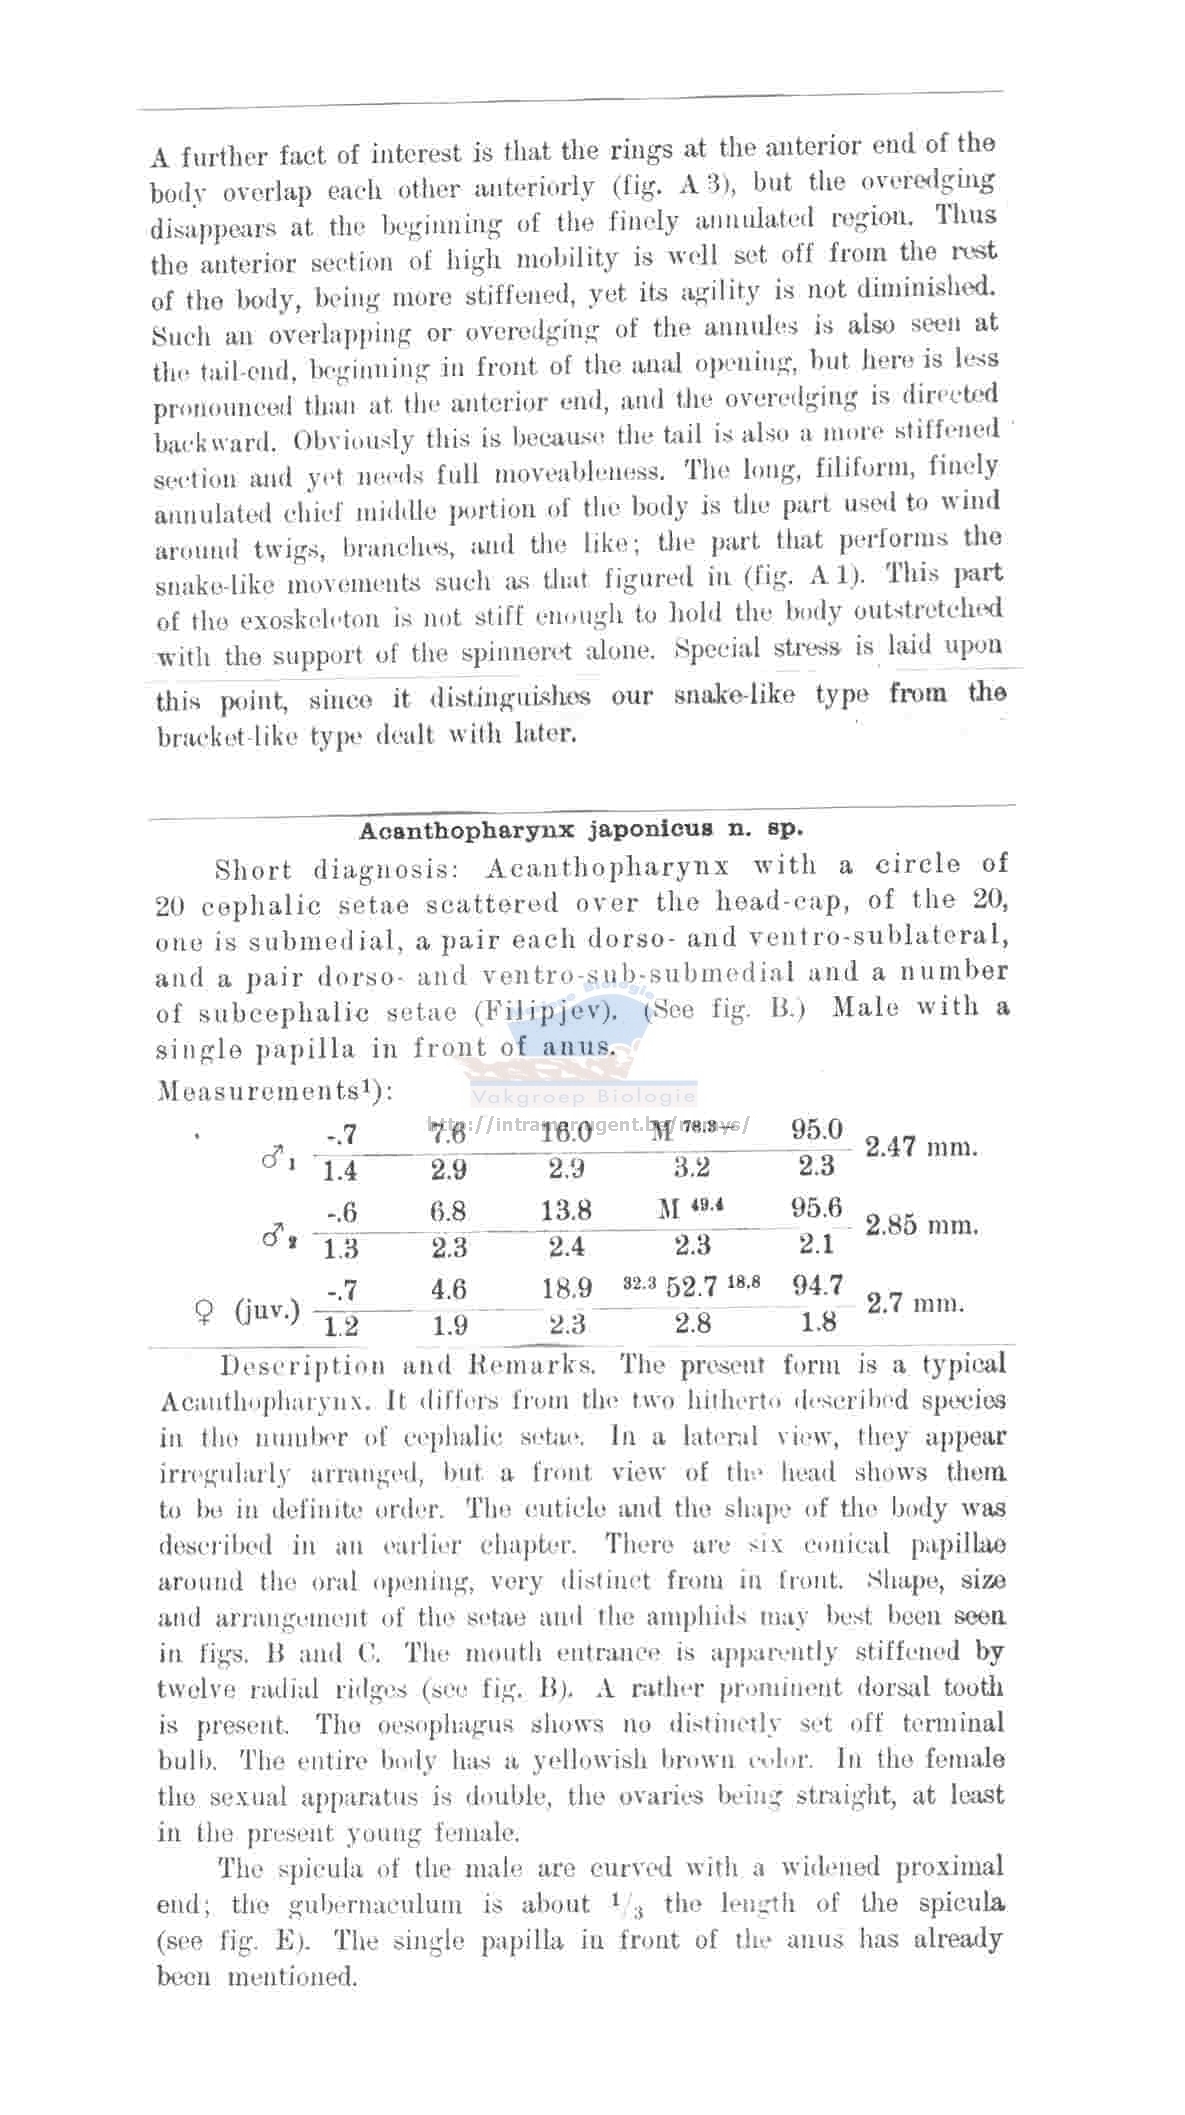 A further fact of interest is that the rings at the anterior end of the
body overlap each other anteriorly (fig. A 3), but the overedging
disappears at the beginning of the finely annulated region. Thus
the anterior section of high mobility is well set off from the rest
of the body, being more stiffened, yet its agility is not diminished.
Such an overlapping or overedging of the annules is also seen at
the tail-end, beginning in front of the anal opening, but here is less
pronounced than at the anterior end, and the overedging is directed
backward. Obviously this is because the tail is also a more stiffened
section and yet needs full moveableness. The long, filiform, finely
annulated chief middle portion of the body is the part used to wind
around twigs, branches, and the like; the part that performs the
snake-like movements such as that figured in (fig. A 1). This part
of the exoskeleton is not stiff enough to hold the body outstretched
with the support of the spinneret alone. Special stress is laid upon
this point, since it distinguishes our snake-like type from the
bracket-like type dealt with later.
Acanthopharynx japonicus n. sp.
Short diagnosis: Acanthopharynx with a circle of
20 cephalic setae scattered over the head-cap, of the 20,
one is submedial, a pair each dorso- and ventro-sublateral,
and a pair dorso- and ventro-sub-submedial and a number
of subcephalic setae (Filipjev). (See fig. B.) Male with a
single papilla in front of anus.
Vakgroep Biologie
Measurements¹):
http://intramar.ugent.be/nemys/
-.7 7.6 16.0 M 78.3 – 95.0
♂1 2.47 mm.
1.4 2.9 2.9 3.2 2.3
-.6 6.8 13.8 M 49.4 95.6
♂2 2.85 mm.
1.3 2.3 2.4 2.3 2.1
-.7 4.6 18.9 32.3 52.7 18.8 94.7
♀ (juv.) 2.7 mm.
1.2 1.9 2.3 2.8 1.8
Description and Remarks. The present form is a typical
Acanthopharynx. It differs from the two hitherto described species
in the number of cephalic setae. In a lateral view, they appear
irregularly arranged, but a front view of the head shows them
to be in definite order. The cuticle and the shape of the body was
described in an earlier chapter. There are six conical papillae
around the oral opening, very distinct from in front. Shape, size
and arrangement of the setae and the amphids may best been seen
in figs. B and C. The mouth entrance is apparently stiffened by
twelve radial ridges (see fig. B). A rather prominent dorsal tooth
is present. The oesophagus shows no distinctly set off terminal
bulb. The entire body has a yellowish brown color. In the female
the sexual apparatus is double, the ovaries being straight, at least
in the present young female.
The spicula of the male are curved with a widened proximal
end; the gubernaculum is about 1/3 the length of the spicula
(see fig. E). The single papilla in front of the anus has already
been mentioned.